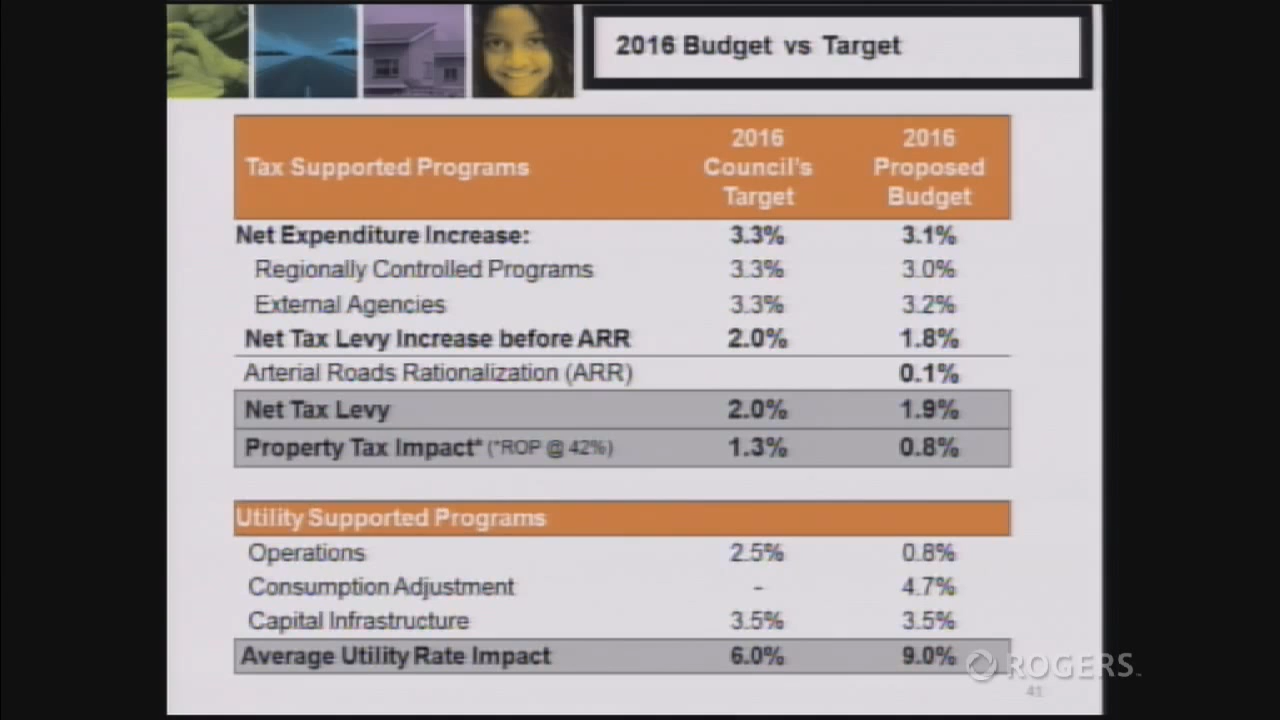 2016 Budget vs Target
Tax Supported Programs 2016 Council's Target 2016 Proposed Budget
Net Expenditure Increase: 3.3% 3.1%
Regionally Controlled Programs 3.3% 3.0%
External Agencies 3.3% 3.2%
Net Tax Levy Increase before ARR 2.0% 1.8%
Arterial Roads Rationalization (ARR) 0.1%
Net Tax Levy 2.0% 1.9%
Property Tax Impact* (*ROP @ 42%) 1.3% 0.8%
Utility Supported Programs
Operations 2.5% 0.8%
Consumption Adjustment - 4.7%
Capital Infrastructure 3.5% 3.5%
Average Utility Rate Impact 6.0% 9.0%
ROGERS™
41